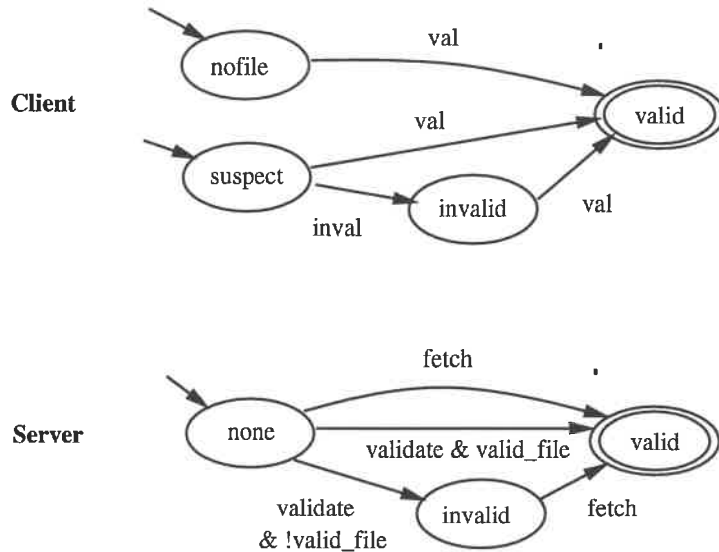 val
nofile
Client
val
valid
suspect
invalid
inval
val
fetch
Server
none
validate & valid_file
valid
validate
& !valid_file
invalid
fetch